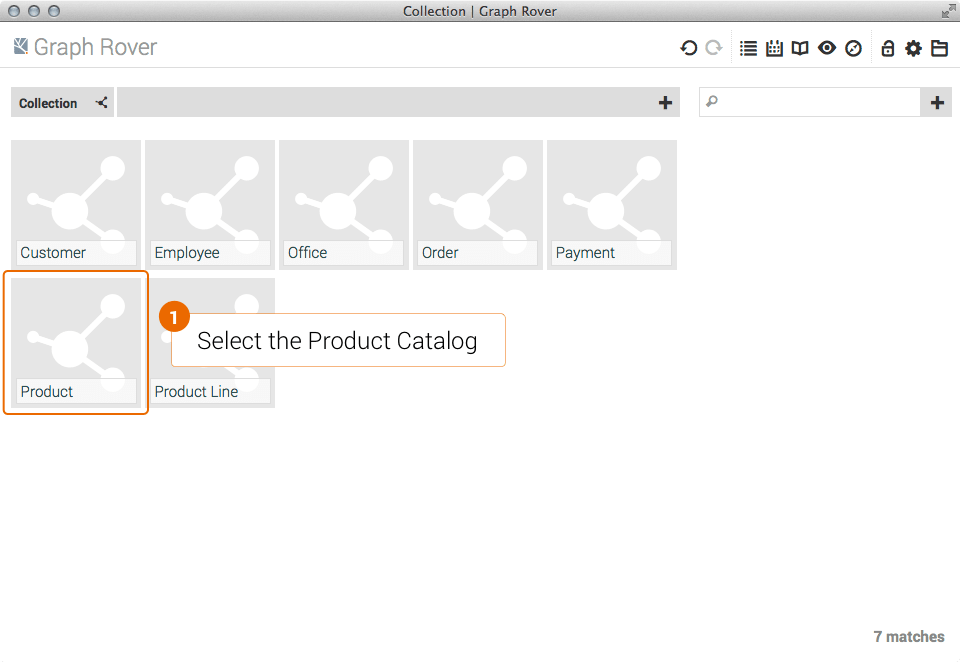 Collection | Graph Rover
Graph Rover
Collection
Customer
Employee
Office
Order
Payment
Product
Product Line
1
Select the Product Catalog
7 matches